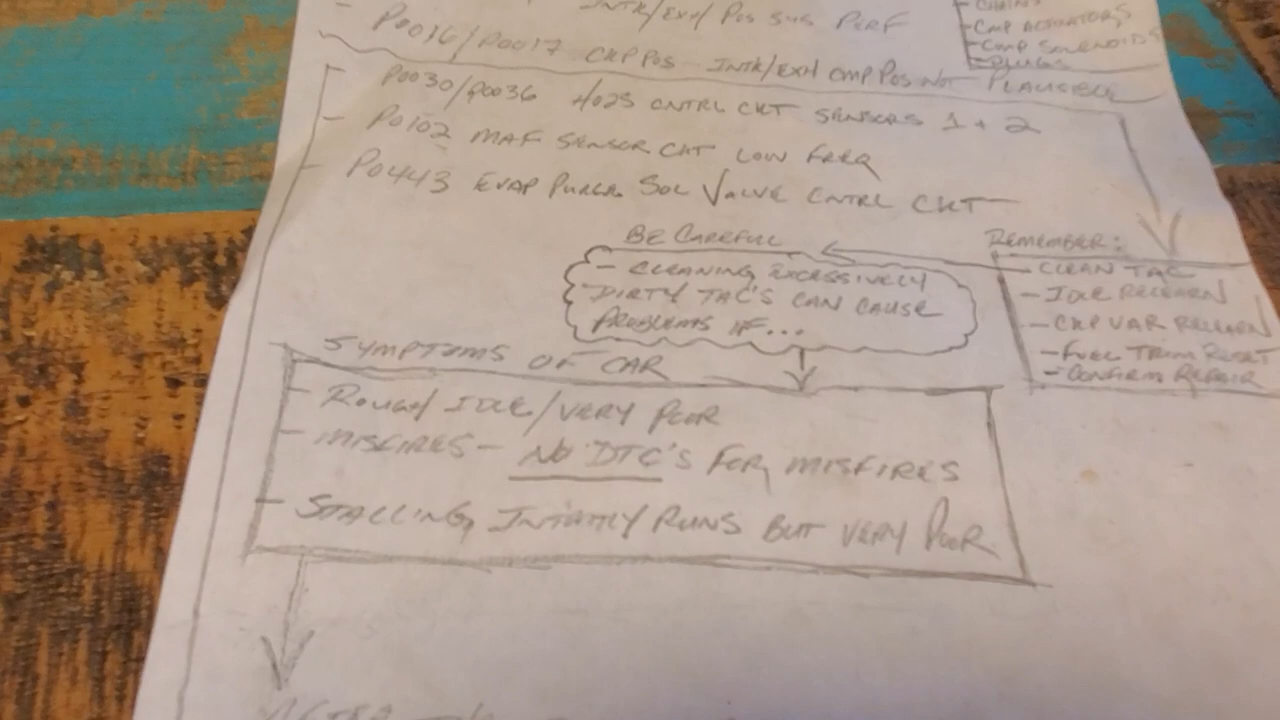 INTK/EXH POS SYS PERF
- CHAINS
- CMP ACTUATORS
- CMP SOLENOIDS
- PLUGS
- P0016/P0017 CKP POS - INTK/EXH CMP POS NOT PLAUSIBLE
- P0030/P0036 HO2S CNTRL CKT SENSORS 1 + 2
- P0102 MAF SENSOR CKT LOW FREQ
- P0443 EVAP PURGE SOL VALVE CNTRL CKT
BE CAREFUL
- CLEANING EXCESSIVELY
DIRTY TAC'S CAN CAUSE
PROBLEMS IF...
REMEMBER:
- CLEAN TAC
- IDLE RELEARN
- CKP VAR RELEARN
- FUEL TRIM RESET
- CONFIRM REPAIR
SYMPTOMS OF CAR
- ROUGH IDLE/VERY POOR
- MISFIRES - NO DTC'S FOR MISFIRES
- STALLING, RUNS BUT VERY POOR